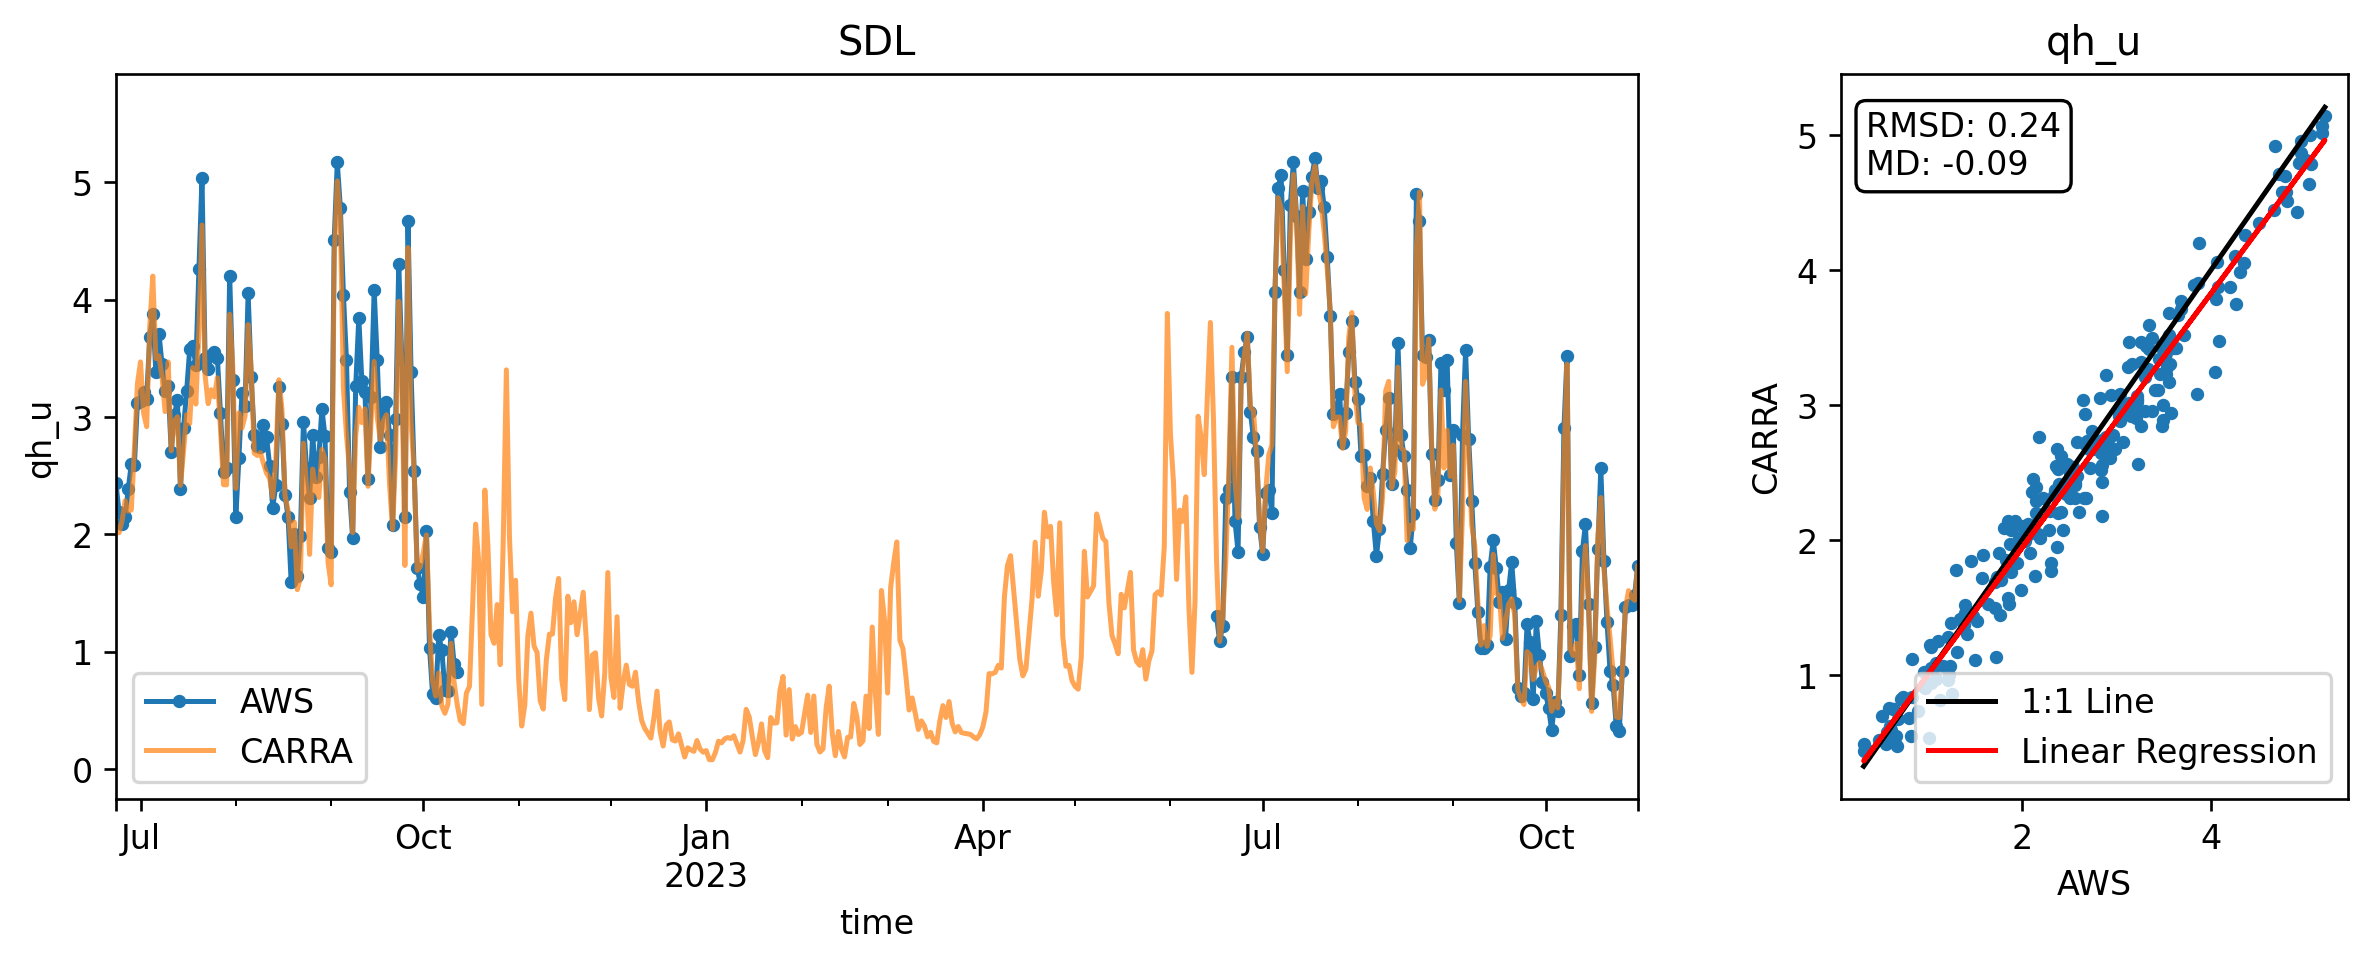 SDL
qh_u
5
4
3
2
1
0
AWS
CARRA
Jul
Oct
Jan
2023
Apr
Jul
Oct
time
qh_u
RMSD: 0.24
MD: -0.09
CARRA
5
4
3
2
1
1:1 Line
Linear Regression
2
4
AWS